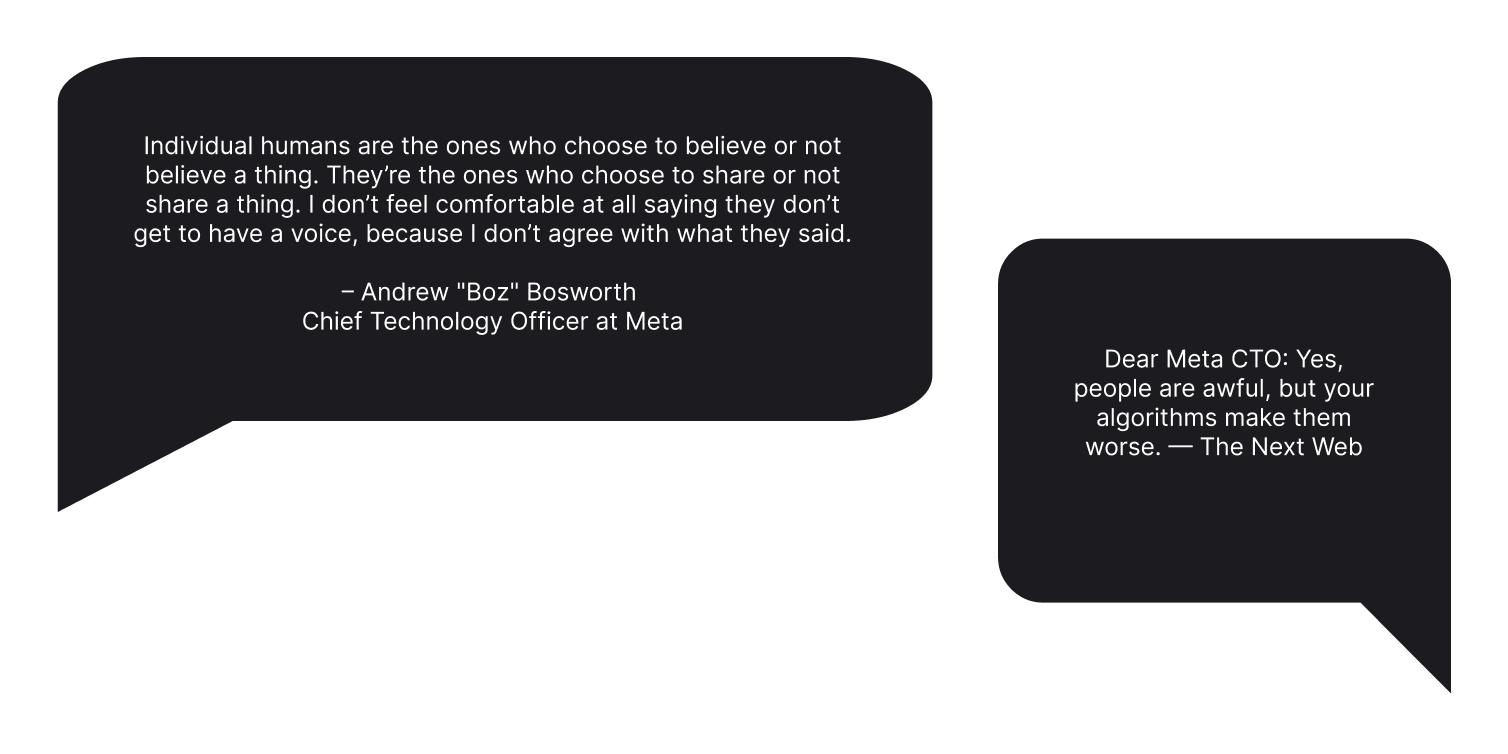 Individual humans are the ones who choose to believe or not
believe a thing. They’re the ones who choose to share or not
share a thing. I don’t feel comfortable at all saying they don’t
get to have a voice, because I don’t agree with what they said.
– Andrew "Boz" Bosworth
Chief Technology Officer at Meta
Dear Meta CTO: Yes,
people are awful, but your
algorithms make them
worse. — The Next Web